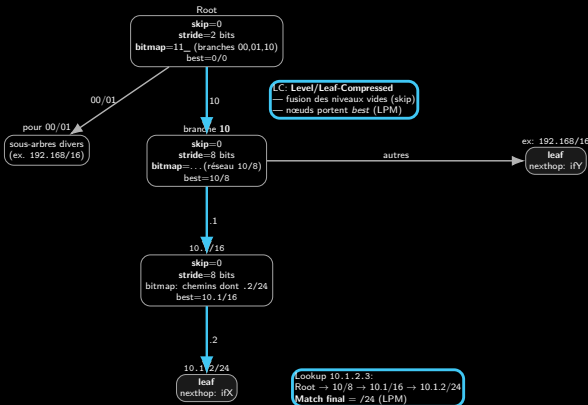 Root
skip=0
stride=2 bits
bitmap=11_ (branches 00,01,10)
best=0/0
LC: Level/Leaf-Compressed
— fusion des niveaux vides (skip)
— nœuds portent best (LPM)
00/01
10
pour 00/01
sous-arbres divers
(ex. 192.168/16)
branche 10
skip=0
stride=8 bits
bitmap=...(réseau 10/8)
best=10/8
autres
ex: 192.168/16
leaf
nexthop: ifY
.1
10.1/16
skip=0
stride=8 bits
bitmap: chemins dont .2/24
best=10.1/16
.2
10.1.2/24
leaf
nexthop: ifX
Lookup 10.1.2.3:
Root → 10/8 → 10.1/16 → 10.1.2/24
Match final = /24 (LPM)